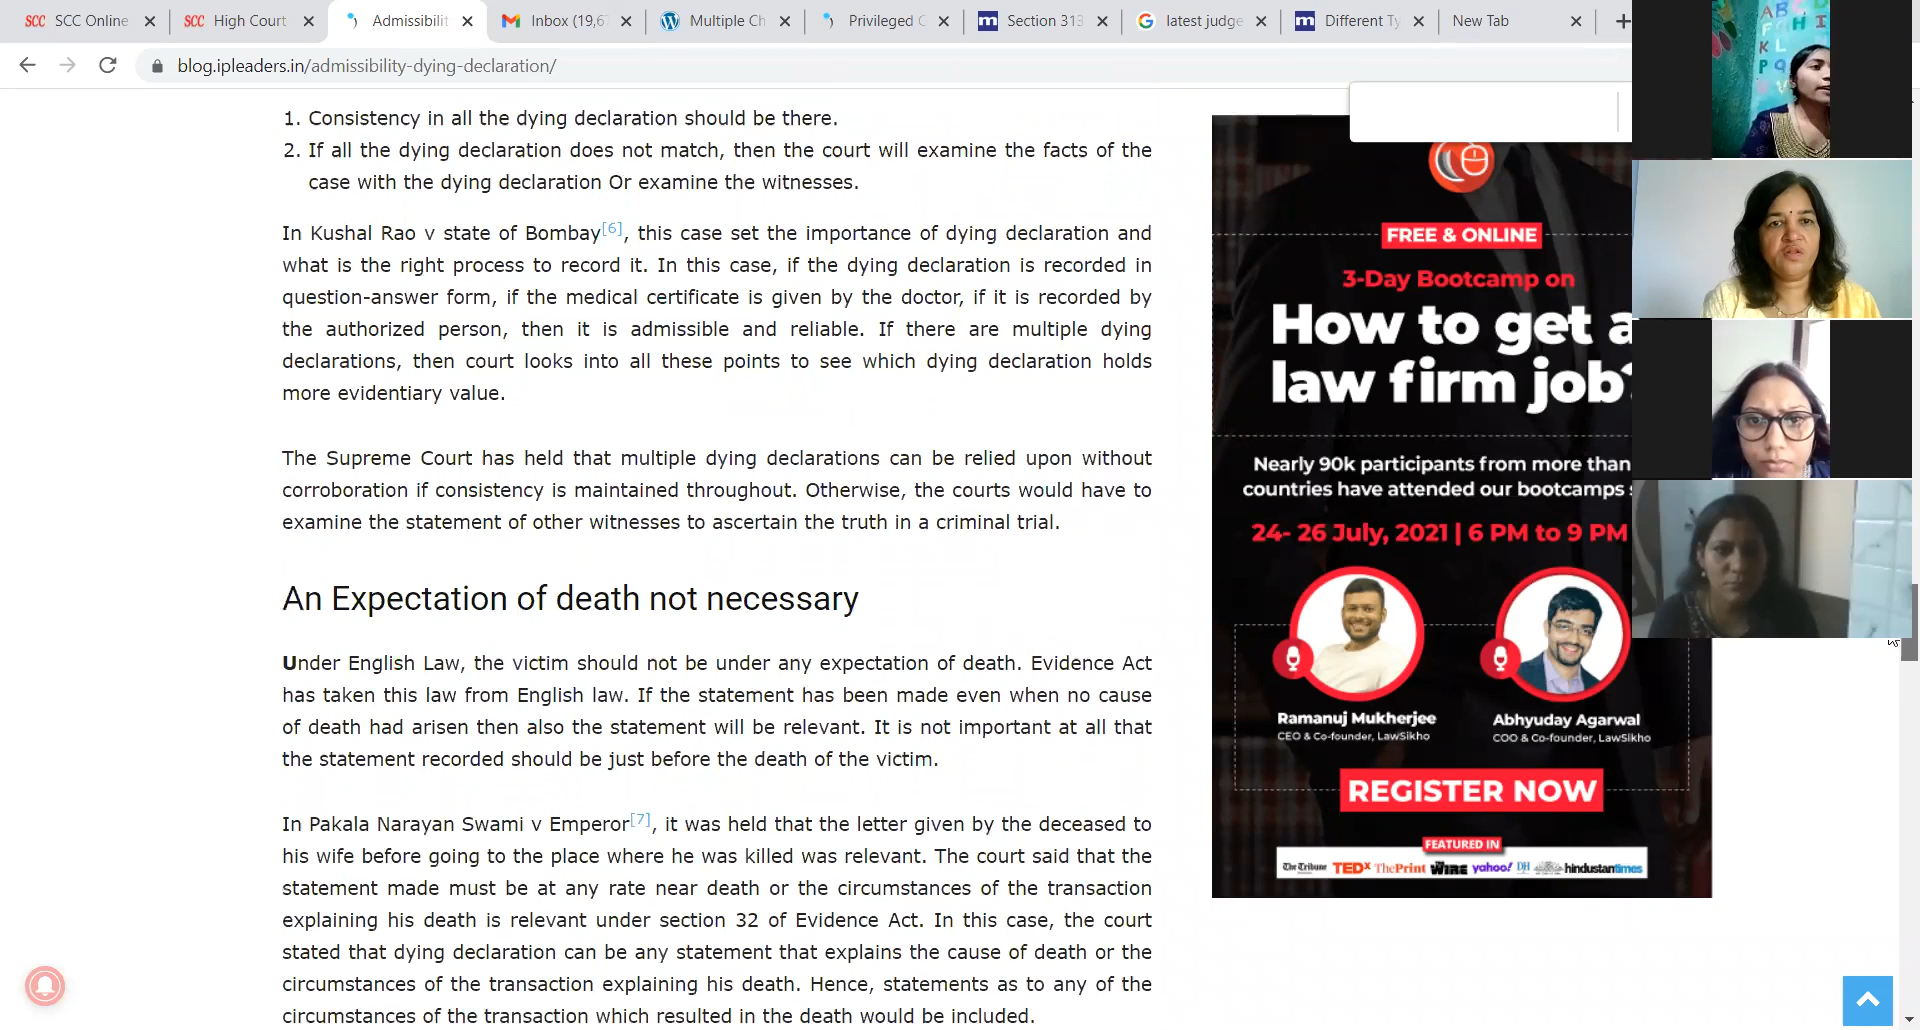 SCC SCC Online
SCC High Court
Admissibilit
Inbox (19,6
Multiple Ch
Privileged C
Section 313
latest judge
Different Ty
New Tab
blog.ipleaders.in/admissibility-dying-declaration/
1. Consistency in all the dying declaration should be there.
2. If all the dying declaration does not match, then the court will examine the facts of the
case with the dying declaration Or examine the witnesses.
In Kushal Rao v state of Bombay[6], this case set the importance of dying declaration and
what is the right process to record it. In this case, if the dying declaration is recorded in
question-answer form, if the medical certificate is given by the doctor, if it is recorded by
the authorized person, then it is admissible and reliable. If there are multiple dying
declarations, then court looks into all these points to see which dying declaration holds
more evidentiary value.
The Supreme Court has held that multiple dying declarations can be relied upon without
corroboration if consistency is maintained throughout. Otherwise, the courts would have to
examine the statement of other witnesses to ascertain the truth in a criminal trial.
An Expectation of death not necessary
Under English Law, the victim should not be under any expectation of death. Evidence Act
has taken this law from English law. If the statement has been made even when no cause
of death had arisen then also the statement will be relevant. It is not important at all that
the statement recorded should be just before the death of the victim.
In Pakala Narayan Swami v Emperor[7], it was held that the letter given by the deceased to
his wife before going to the place where he was killed was relevant. The court said that the
statement made must be at any rate near death or the circumstances of the transaction
explaining his death is relevant under section 32 of Evidence Act. In this case, the court
stated that dying declaration can be any statement that explains the cause of death or the
circumstances of the transaction explaining his death. Hence, statements as to any of the
circumstances of the transaction which resulted in the death would be included.
FREE & ONLINE
3-Day Bootcamp on
How to get a
law firm job?
Nearly 90k participants from more than
countries have attended our bootcamps
24- 26 July, 2021 | 6 PM to 9 PM
Ramanuj Mukherjee
CEO & Co-founder, LawSikho
Abhyuday Agarwal
COO & Co-founder, LawSikho
REGISTER NOW
FEATURED IN
The Tribune TEDx ThePrint THE WIRE yahoo! DH hindustantimes